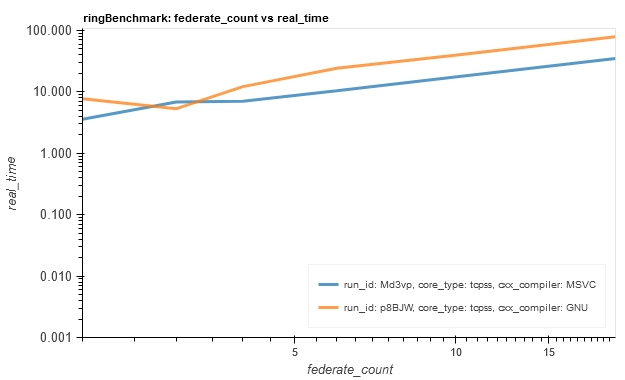 ringBenchmark: federate_count vs real_time
100.000
10.000
1.000
0.100
0.010
0.001
real_time
run_id: Md3vp, core_type: tcpss, cxx_compiler: MSVC
run_id: p8BJW, core_type: tcpss, cxx_compiler: GNU
5 10 15
federate_count